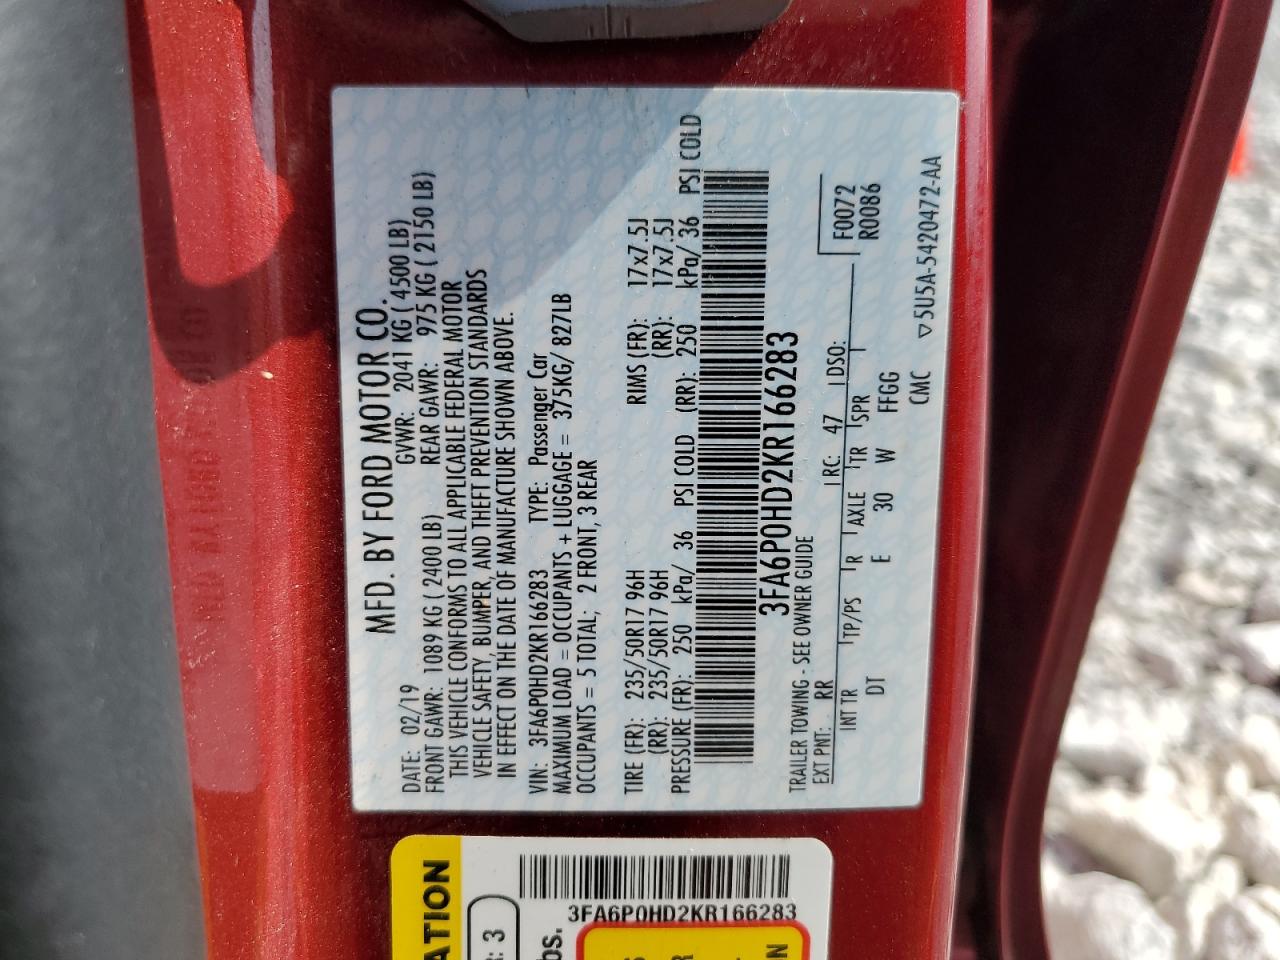 MFD. BY FORD MOTOR CO.
DATE: 02/19 GVWR: 2041 KG ( 4500 LB)
FRONT GAWR: 1089 KG ( 2400 LB) REAR GAWR: 975 KG ( 2150 LB)
THIS VEHICLE CONFORMS TO ALL APPLICABLE FEDERAL MOTOR
VEHICLE SAFETY, BUMPER, AND THEFT PREVENTION STANDARDS
IN EFFECT ON THE DATE OF MANUFACTURE SHOWN ABOVE.
VIN: 3FA6P0HD2KR166283 TYPE: Passenger Car
MAXIMUM LOAD = OCCUPANTS + LUGGAGE = 375KG/ 827LB
OCCUPANTS = 5 TOTAL; 2 FRONT, 3 REAR
TIRE (FR): 235/50R17 96H RIMS (FR): 17x7.5J
(RR): 235/50R17 96H (RR): 17x7.5J
PRESSURE (FR): 250 kPa/ 36 PSI COLD (RR): 250 kPa/ 36 PSI COLD
3FA6P0HD2KR166283
TRAILER TOWING - SEE OWNER GUIDE
EXT PNT: RR RC: 47 DSO: F0072
R0086
INT TR TP/PS R AXLE TR SPR
DT E 30 W FFGG
CMC ▽5U5A-5420472-AA
ATION
3
3FA6P0HD2KR166283
bs.